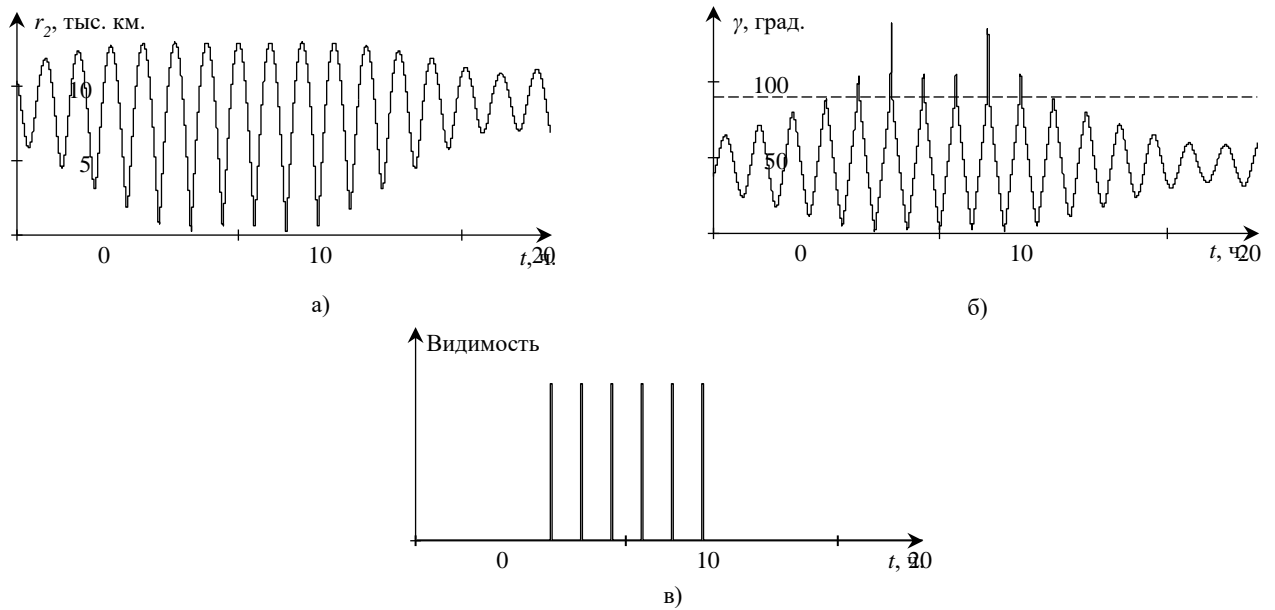 r₂, тыс. км.
10
5
0 10 20
t, ч.
а)
γ, град.
100
50
0 10 20
t, ч.
б)
Видимость
0 10 20
t, ч.
в)